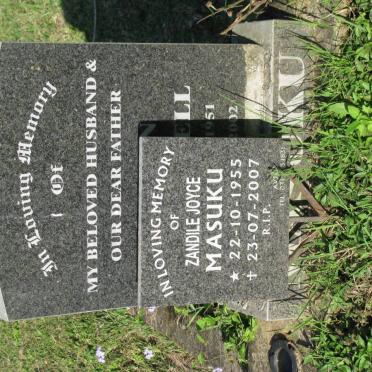 In Loving Memory
Of
MY BELOVED HUSBAND &
OUR DEAR FATHER
IN LOVING MEMORY
OF
ZANDILE JOYCE
MASUKU
★ 22-10-1955
✝ 23-07-2007
R.I.P.